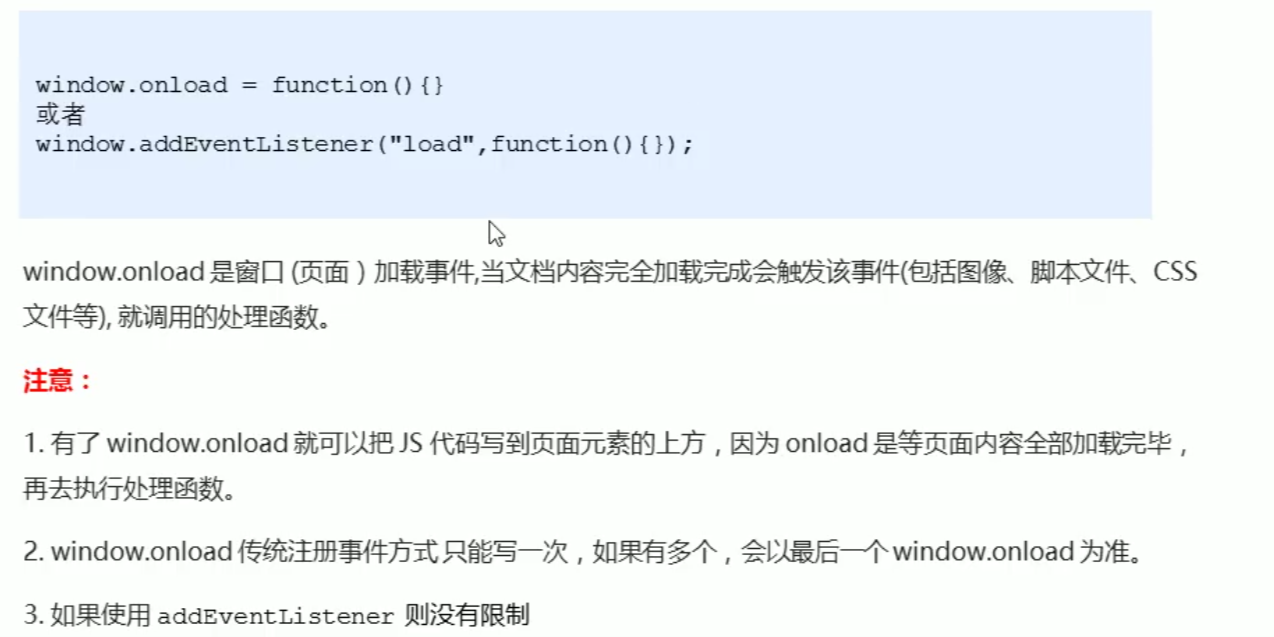 window.onload = function(){}
或者
window.addEventListener("load",function(){});
window.onload 是窗口 (页面）加载事件,当文档内容完全加载完成会触发该事件(包括图像、脚本文件、CSS
文件等), 就调用的处理函数。
注意：
1. 有了 window.onload 就可以把 JS 代码写到页面元素的上方，因为 onload 是等页面内容全部加载完毕，
再去执行处理函数。
2. window.onload 传统注册事件方式 只能写一次，如果有多个，会以最后一个 window.onload 为准。
3. 如果使用 addEventListener 则没有限制